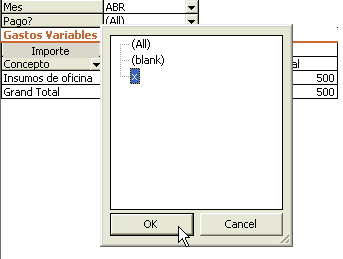 Mes ABR
Pago? (All)
Gastos Variables
Importe
Concepto al
Insumos de oficina 500
Grand Total 500
(All)
(blank)
x
OK Cancel